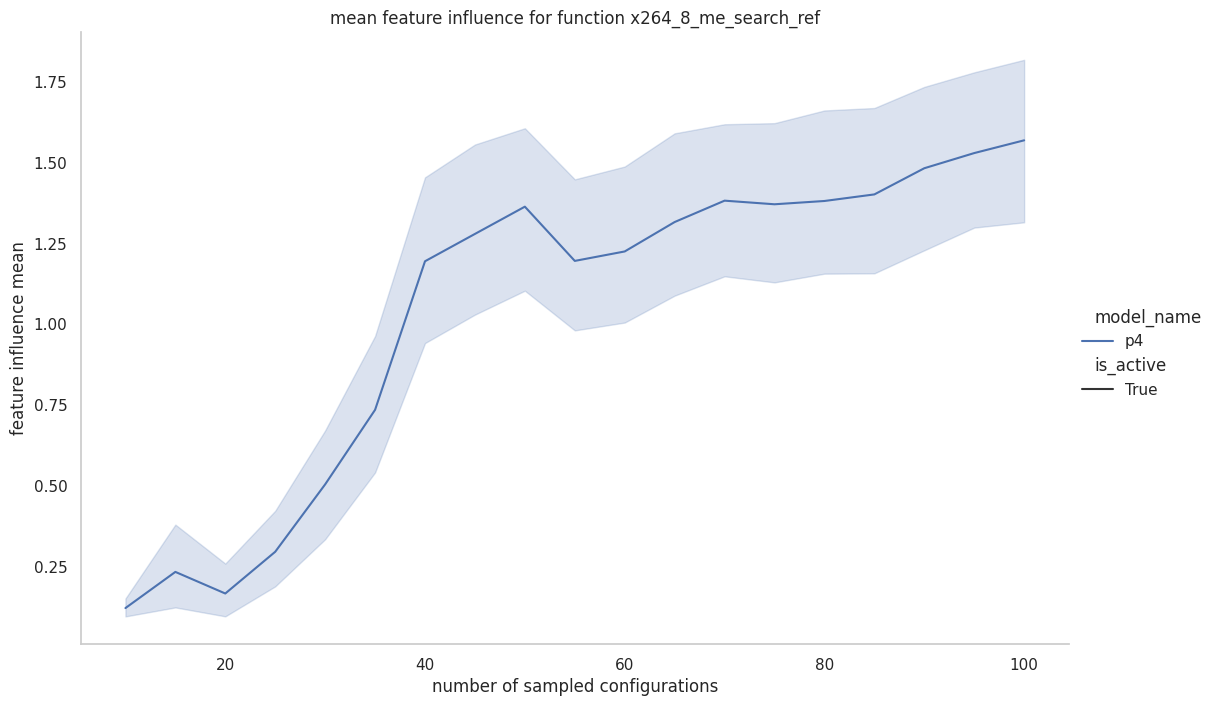 mean feature influence for function x264_8_me_search_ref
1.75
1.50
1.25
1.00
0.75
0.50
0.25
feature influence mean
20
40
60
80
100
number of sampled configurations
model_name
p4
is_active
True